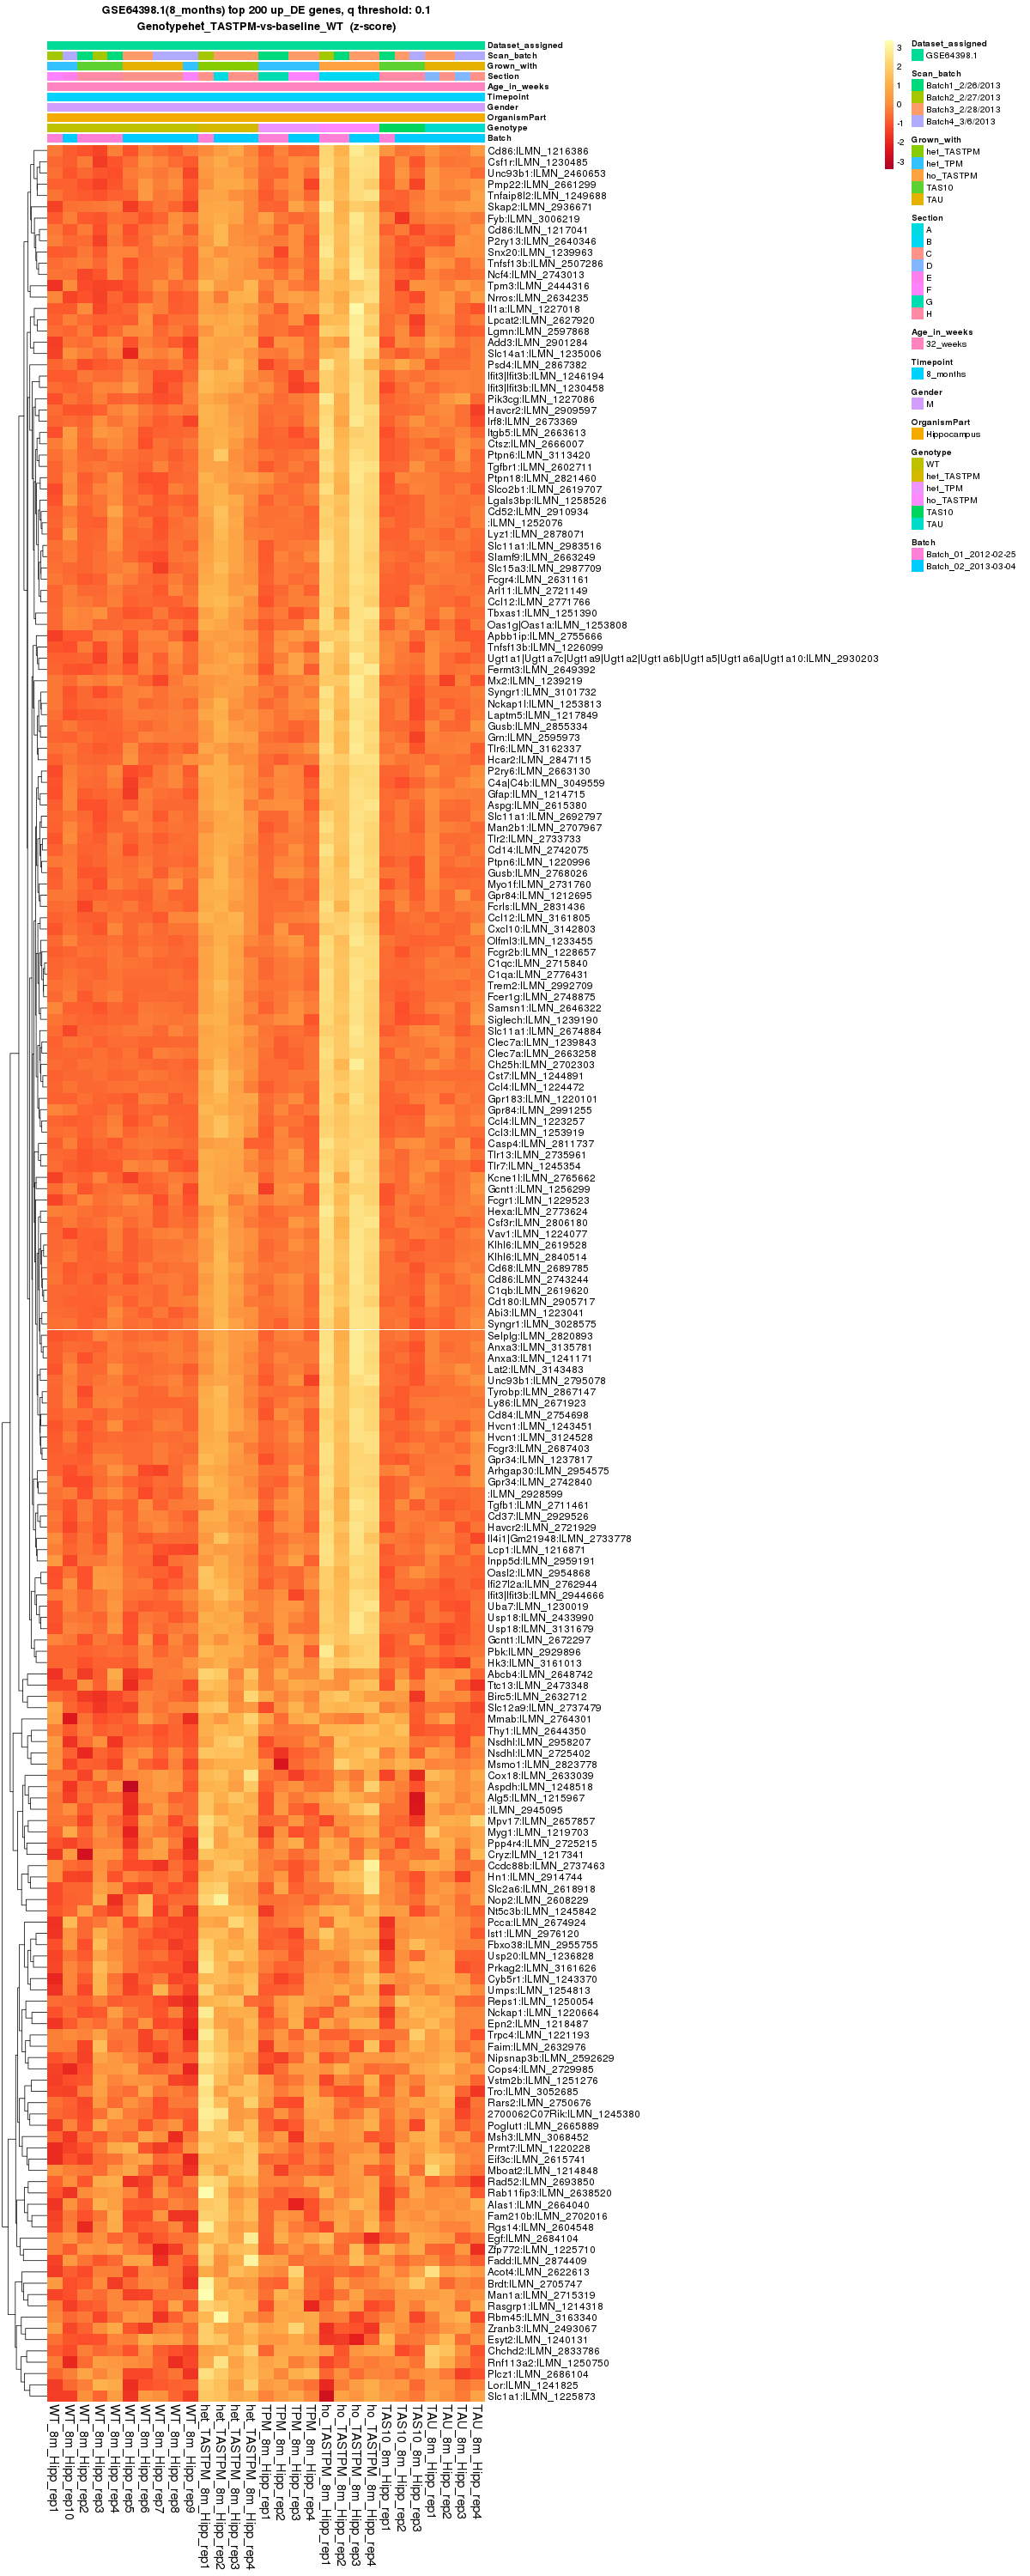 GSE64398.1(8_months) top 200 up_DE genes, q threshold: 0.1
Genotypehet_TASTPM-vs-baseline_WT (z-score)
Dataset_assigned
Scan_batch
Grown_with
Section
Age_in_weeks
Timepoint
Gender
OrganismPart
Genotype
Batch
Cd86:ILMN_1216386
Csf1r:ILMN_1230485
Unc93b1:ILMN_2460653
Pmp22:ILMN_2661299
Tnfaip8l2:ILMN_1249688
Skap2:ILMN_2936671
Fyb:ILMN_3006219
Cd86:ILMN_1217041
P2ry13:ILMN_2640346
Snx20:ILMN_1239963
Tnfsf13b:ILMN_2507286
Ncf4:ILMN_2743013
Tpm3:ILMN_2444316
Nrros:ILMN_2634235
Il1a:ILMN_1227018
Lpcat2:ILMN_2627920
Lgmn:ILMN_2597868
Add3:ILMN_2901284
Slc14a1:ILMN_1235006
Psd4:ILMN_2867382
Ifit3|Ifit3b:ILMN_1246194
Ifit3|Ifit3b:ILMN_1230458
Pik3cg:ILMN_1227086
Havcr2:ILMN_2909597
Irf8:ILMN_2673369
Itgb5:ILMN_2663613
Ctsz:ILMN_2666007
Ptpn6:ILMN_3113420
Tgfbr1:ILMN_2602711
Ptpn18:ILMN_2821460
Slco2b1:ILMN_2619707
Lgals3bp:ILMN_1258526
Cd52:ILMN_2910934
:ILMN_1252076
Lyz1:ILMN_2878071
Slc11a1:ILMN_2983516
Slamf9:ILMN_2663249
Slc15a3:ILMN_2987709
Fcgr4:ILMN_2631161
Arl11:ILMN_2721149
Ccl12:ILMN_2771766
Tbxas1:ILMN_1251390
Oas1g|Oas1a:ILMN_1253808
Apbb1ip:ILMN_2755666
Tnfsf13b:ILMN_1226099
Ugt1a1|Ugt1a7c|Ugt1a9|Ugt1a2|Ugt1a6b|Ugt1a5|Ugt1a6a|Ugt1a10:ILMN_2930203
Fermt3:ILMN_2649392
Mx2:ILMN_1239219
Syngr1:ILMN_3101732
Nckap1l:ILMN_1253813
Laptm5:ILMN_1217849
Gusb:ILMN_2855334
Grn:ILMN_2595973
Tlr6:ILMN_3162337
Hcar2:ILMN_2847115
P2ry6:ILMN_2663130
C4a|C4b:ILMN_3049559
Gfap:ILMN_1214715
Aspg:ILMN_2615380
Slc11a1:ILMN_2692797
Man2b1:ILMN_2707967
Tlr2:ILMN_2733733
Cd14:ILMN_2742075
Ptpn6:ILMN_1220996
Gusb:ILMN_2768026
Myo1f:ILMN_2731760
Gpr84:ILMN_1212695
Fcrls:ILMN_2831436
Ccl12:ILMN_3161805
Cxcl10:ILMN_3142803
Olfml3:ILMN_1233455
Fcgr2b:ILMN_1228657
C1qc:ILMN_2715840
C1qa:ILMN_2776431
Trem2:ILMN_2992709
Fcer1g:ILMN_2748875
Samsn1:ILMN_2646322
Siglech:ILMN_1239190
Slc11a1:ILMN_2674884
Clec7a:ILMN_1239843
Clec7a:ILMN_2663258
Ch25h:ILMN_2702303
Cst7:ILMN_1244891
Ccl4:ILMN_1224472
Gpr183:ILMN_1220101
Gpr84:ILMN_2991255
Ccl4:ILMN_1223257
Ccl3:ILMN_1253919
Casp4:ILMN_2811737
Tlr13:ILMN_2735961
Tlr7:ILMN_1245354
Kcne1l:ILMN_2765662
Gcnt1:ILMN_1256299
Fcgr1:ILMN_1229523
Hexa:ILMN_2773624
Csf3r:ILMN_2806180
Vav1:ILMN_1224077
Klhl6:ILMN_2619528
Klhl6:ILMN_2840514
Cd68:ILMN_2689785
Cd86:ILMN_2743244
C1qb:ILMN_2619620
Cd180:ILMN_2905717
Abi3:ILMN_1223041
Syngr1:ILMN_3028575
Selplg:ILMN_2820893
Anxa3:ILMN_3135781
Anxa3:ILMN_1241171
Lat2:ILMN_3143483
Unc93b1:ILMN_2795078
Tyrobp:ILMN_2867147
Ly86:ILMN_2671923
Cd84:ILMN_2754698
Hvcn1:ILMN_1243451
Hvcn1:ILMN_3124528
Fcgr3:ILMN_2687403
Gpr34:ILMN_1237817
Arhgap30:ILMN_2954575
Gpr34:ILMN_2742840
:ILMN_2928599
Tgfb1:ILMN_2711461
Cd37:ILMN_2929526
Havcr2:ILMN_2721929
Il4i1|Gm21948:ILMN_2733778
Lcp1:ILMN_1216871
Inpp5d:ILMN_2959191
Oasl2:ILMN_2954868
Ifi27l2a:ILMN_2762944
Ifit3|Ifit3b:ILMN_2944666
Uba7:ILMN_1230019
Usp18:ILMN_2433990
Usp18:ILMN_3131679
Gcnt1:ILMN_2672297
Pbk:ILMN_2929896
Hk3:ILMN_3161013
Abcb4:ILMN_2648742
Ttc13:ILMN_2473348
Birc5:ILMN_2632712
Slc12a9:ILMN_2737479
Mmab:ILMN_2764301
Thy1:ILMN_2644350
Nsdhl:ILMN_2958207
Nsdhl:ILMN_2725402
Msmo1:ILMN_2823778
Cox18:ILMN_2633039
Aspdh:ILMN_1248518
Alg5:ILMN_1215967
:ILMN_2945095
Mpv17:ILMN_2657857
Myg1:ILMN_1219703
Ppp4r4:ILMN_2725215
Cryz:ILMN_1217341
Ccdc88b:ILMN_2737463
Hn1:ILMN_2914744
Slc2a6:ILMN_2618918
Nop2:ILMN_2608229
Nt5c3b:ILMN_1245842
Pcca:ILMN_2674924
Ist1:ILMN_2976120
Fbxo38:ILMN_2955755
Usp20:ILMN_1236828
Prkag2:ILMN_3161626
Cyb5r1:ILMN_1243370
Umps:ILMN_1254813
Reps1:ILMN_1250054
Nckap1:ILMN_1220664
Epn2:ILMN_1218487
Trpc4:ILMN_1221193
Faim:ILMN_2632976
Nipsnap3b:ILMN_2592629
Cops4:ILMN_2729985
Vstm2b:ILMN_1251276
Tro:ILMN_3052685
Rars2:ILMN_2750676
2700062C07Rik:ILMN_1245380
Poglut1:ILMN_2665889
Msh3:ILMN_3068452
Prmt7:ILMN_1220228
Eif3c:ILMN_2615741
Mboat2:ILMN_1214848
Rad52:ILMN_2693850
Rab11fip3:ILMN_2638520
Alas1:ILMN_2664040
Fam210b:ILMN_2702016
Rgs14:ILMN_2604548
Egf:ILMN_2684104
Zfp772:ILMN_1225710
Fadd:ILMN_2874409
Acot4:ILMN_2622613
Brdt:ILMN_2705747
Man1a:ILMN_2715319
Rasgrp1:ILMN_1214318
Rbm45:ILMN_3163340
Zranb3:ILMN_2493067
Esyt2:ILMN_1240131
Chchd2:ILMN_2833786
Rnf113a2:ILMN_1250750
Plcz1:ILMN_2686104
Lor:ILMN_1241825
Slc1a1:ILMN_1225873
WT_8m_Hipp_rep1
WT_8m_Hipp_rep10
WT_8m_Hipp_rep2
WT_8m_Hipp_rep3
WT_8m_Hipp_rep4
WT_8m_Hipp_rep5
WT_8m_Hipp_rep6
WT_8m_Hipp_rep7
WT_8m_Hipp_rep8
WT_8m_Hipp_rep9
het_TASTPM_8m_Hipp_rep1
het_TASTPM_8m_Hipp_rep2
het_TASTPM_8m_Hipp_rep3
het_TASTPM_8m_Hipp_rep4
TPM_8m_Hipp_rep1
TPM_8m_Hipp_rep2
TPM_8m_Hipp_rep3
TPM_8m_Hipp_rep4
ho_TASTPM_8m_Hipp_rep1
ho_TASTPM_8m_Hipp_rep2
ho_TASTPM_8m_Hipp_rep3
ho_TASTPM_8m_Hipp_rep4
TAS10_8m_Hipp_rep1
TAS10_8m_Hipp_rep2
TAS10_8m_Hipp_rep3
TAU_8m_Hipp_rep1
TAU_8m_Hipp_rep2
TAU_8m_Hipp_rep3
TAU_8m_Hipp_rep4
3
2
1
0
-1
-2
-3
Dataset_assigned
GSE64398.1
Scan_batch
Batch1_2/26/2013
Batch2_2/27/2013
Batch3_2/28/2013
Batch4_3/6/2013
Grown_with
het_TASTPM
het_TPM
ho_TASTPM
TAS10
TAU
Section
A
B
C
D
E
F
G
H
Age_in_weeks
32_weeks
Timepoint
8_months
Gender
M
OrganismPart
Hippocampus
Genotype
WT
het_TASTPM
het_TPM
ho_TASTPM
TAS10
TAU
Batch
Batch_01_2012-02-25
Batch_02_2013-03-04